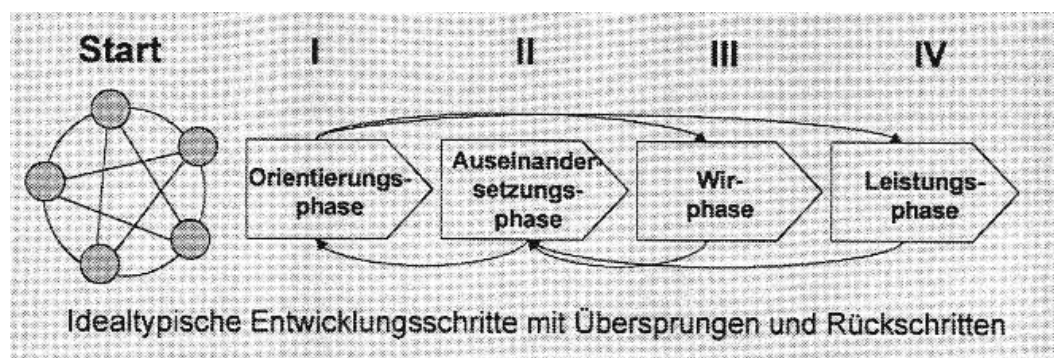 Start I II III IV
Orientierungs-
phase
Auseinander-
setzungs-
phase
Wir-
phase
Leistungs-
phase
Idealtypische Entwicklungsschritte mit Übersprungen und Rückschritten